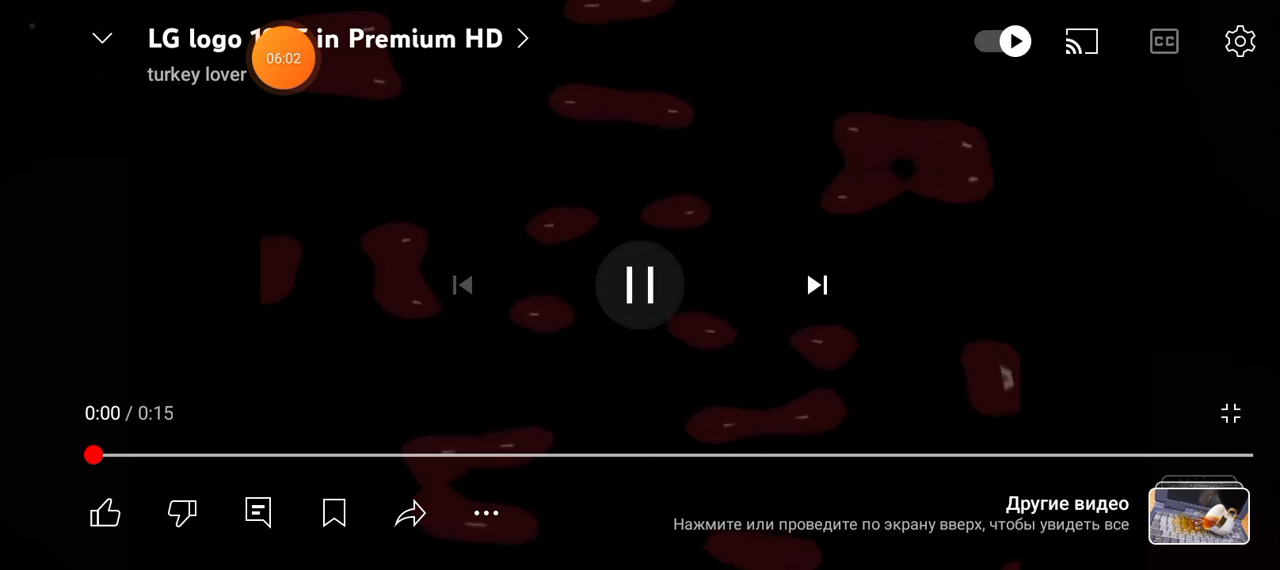 LG logo in Premium HD
06:02
turkey lover
CC
0:00 / 0:15
Другие видео
Нажмите или проведите по экрану вверх, чтобы увидеть все